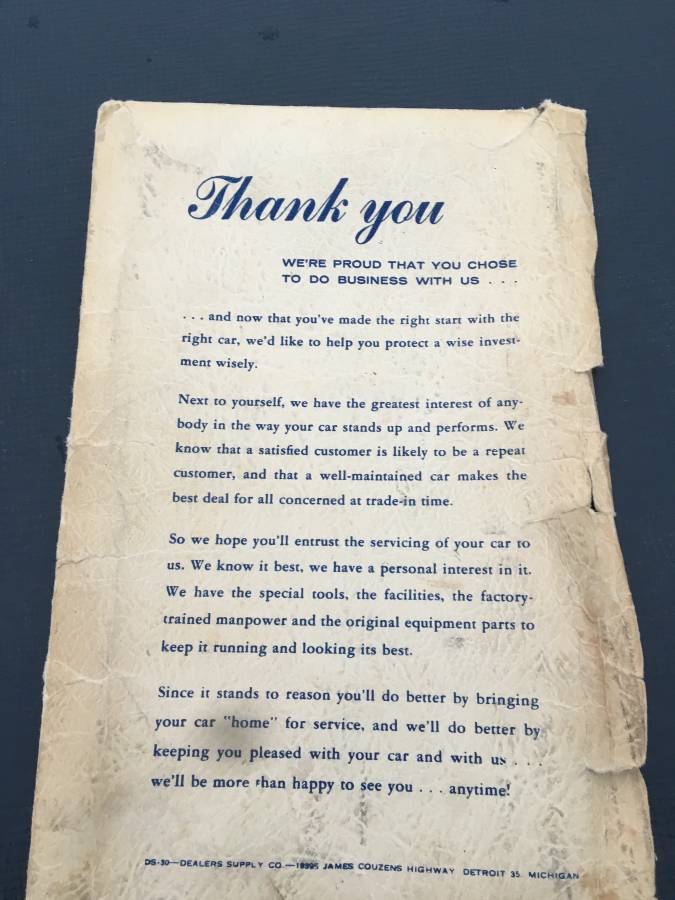 Thank you
WE'RE PROUD THAT YOU CHOSE
TO DO BUSINESS WITH US . . .
. . . and now that you've made the right start with the
right car, we'd like to help you protect a wise invest-
ment wisely.
Next to yourself, we have the greatest interest of any-
body in the way your car stands up and performs. We
know that a satisfied customer is likely to be a repeat
customer, and that a well-maintained car makes the
best deal for all concerned at trade-in time.
So we hope you'll entrust the servicing of your car to
us. We know it best, we have a personal interest in it.
We have the special tools, the facilities, the factory-
trained manpower and the original equipment parts to
keep it running and looking its best.
Since it stands to reason you'll do better by bringing
your car "home" for service, and we'll do better by
keeping you pleased with your car and with us . . .
we'll be more than happy to see you . . . anytime!
DS-30—DEALERS SUPPLY CO.— JAMES COUZENS HIGHWAY DETROIT 35, MICHIGAN